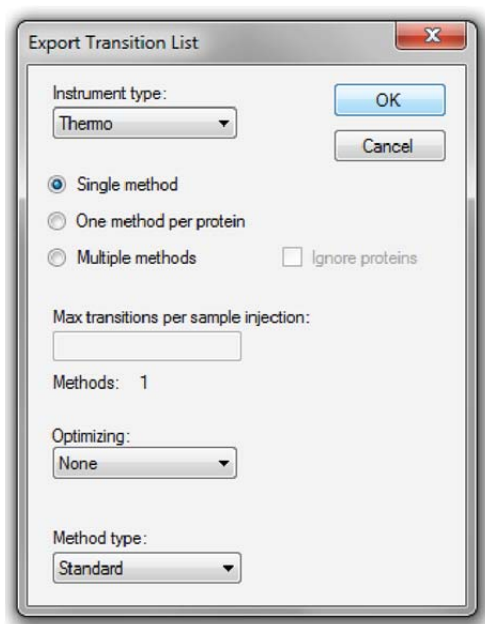 Export Transition List
Instrument type:
Thermo
OK
Cancel
Single method
One method per protein
Multiple methods
Ignore proteins
Max transitions per sample injection:
Methods: 1
Optimizing:
None
Method type:
Standard